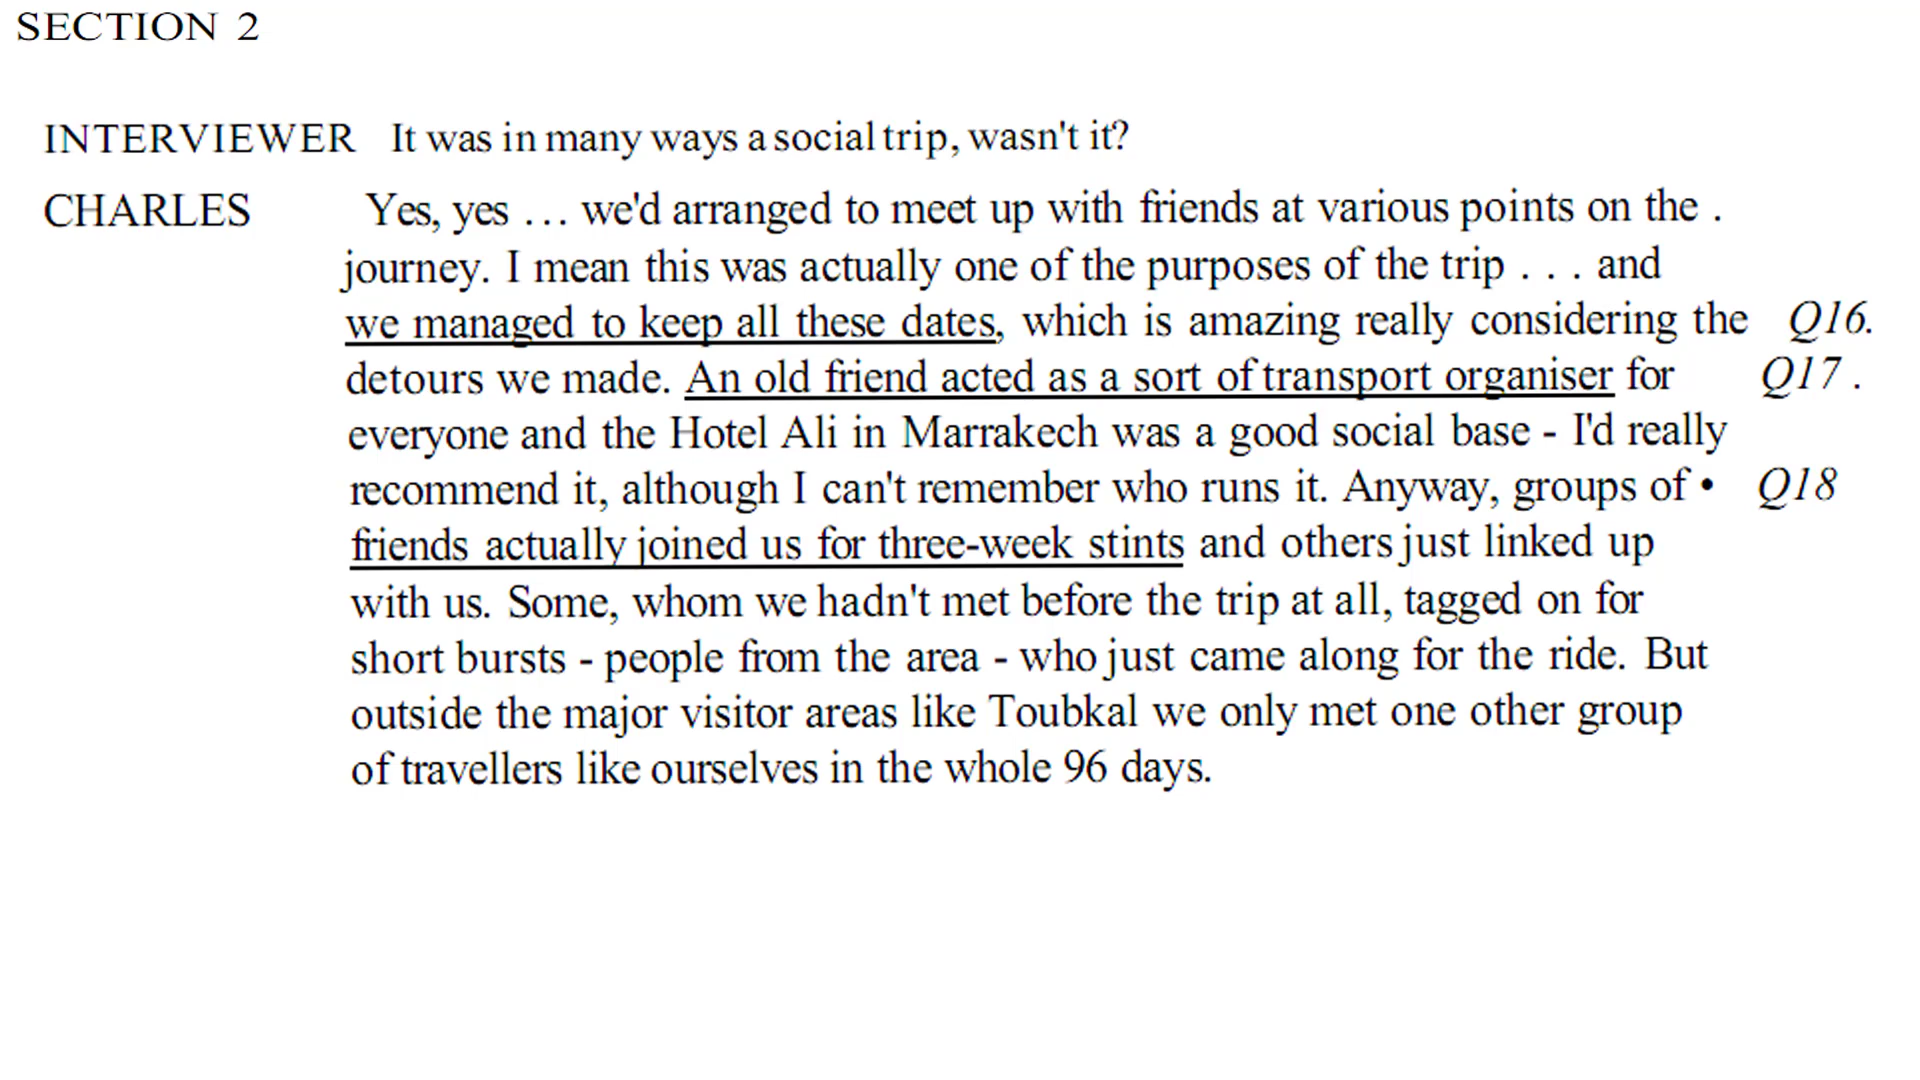 SECTION 2
INTERVIEWER It was in many ways a social trip, wasn't it?
CHARLES Yes, yes ... we'd arranged to meet up with friends at various points on the .
journey. I mean this was actually one of the purposes of the trip . . . and
we managed to keep all these dates, which is amazing really considering the Q16.
detours we made. An old friend acted as a sort of transport organiser for Q17 .
everyone and the Hotel Ali in Marrakech was a good social base - I'd really
recommend it, although I can't remember who runs it. Anyway, groups of • Q18
friends actually joined us for three-week stints and others just linked up
with us. Some, whom we hadn't met before the trip at all, tagged on for
short bursts - people from the area - who just came along for the ride. But
outside the major visitor areas like Toubkal we only met one other group
of travellers like ourselves in the whole 96 days.